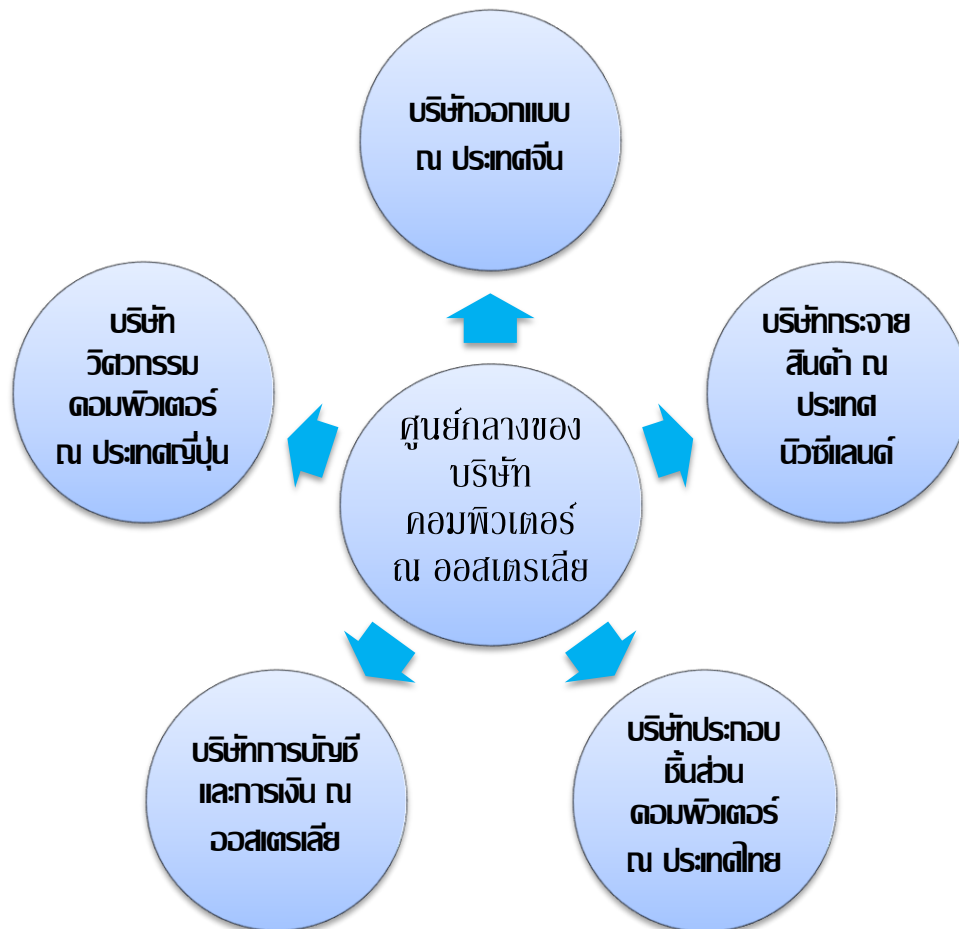 บริษัทออกแบบ
ณ ประเทศจีน
บริษัท
วิศวกรรม
คอมพิวเตอร์
ณ ประเทศญี่ปุ่น
บริษัทกระจาย
สินค้า ณ
ประเทศ
นิวซีแลนด์
ศูนย์กลางของ
บริษัท
คอมพิวเตอร์
ณ ออสเตรเลีย
บริษัทการบัญชี
และการเงิน ณ
ออสเตรเลีย
บริษัทประกอบ
ชิ้นส่วน
คอมพิวเตอร์
ณ ประเทศไทย